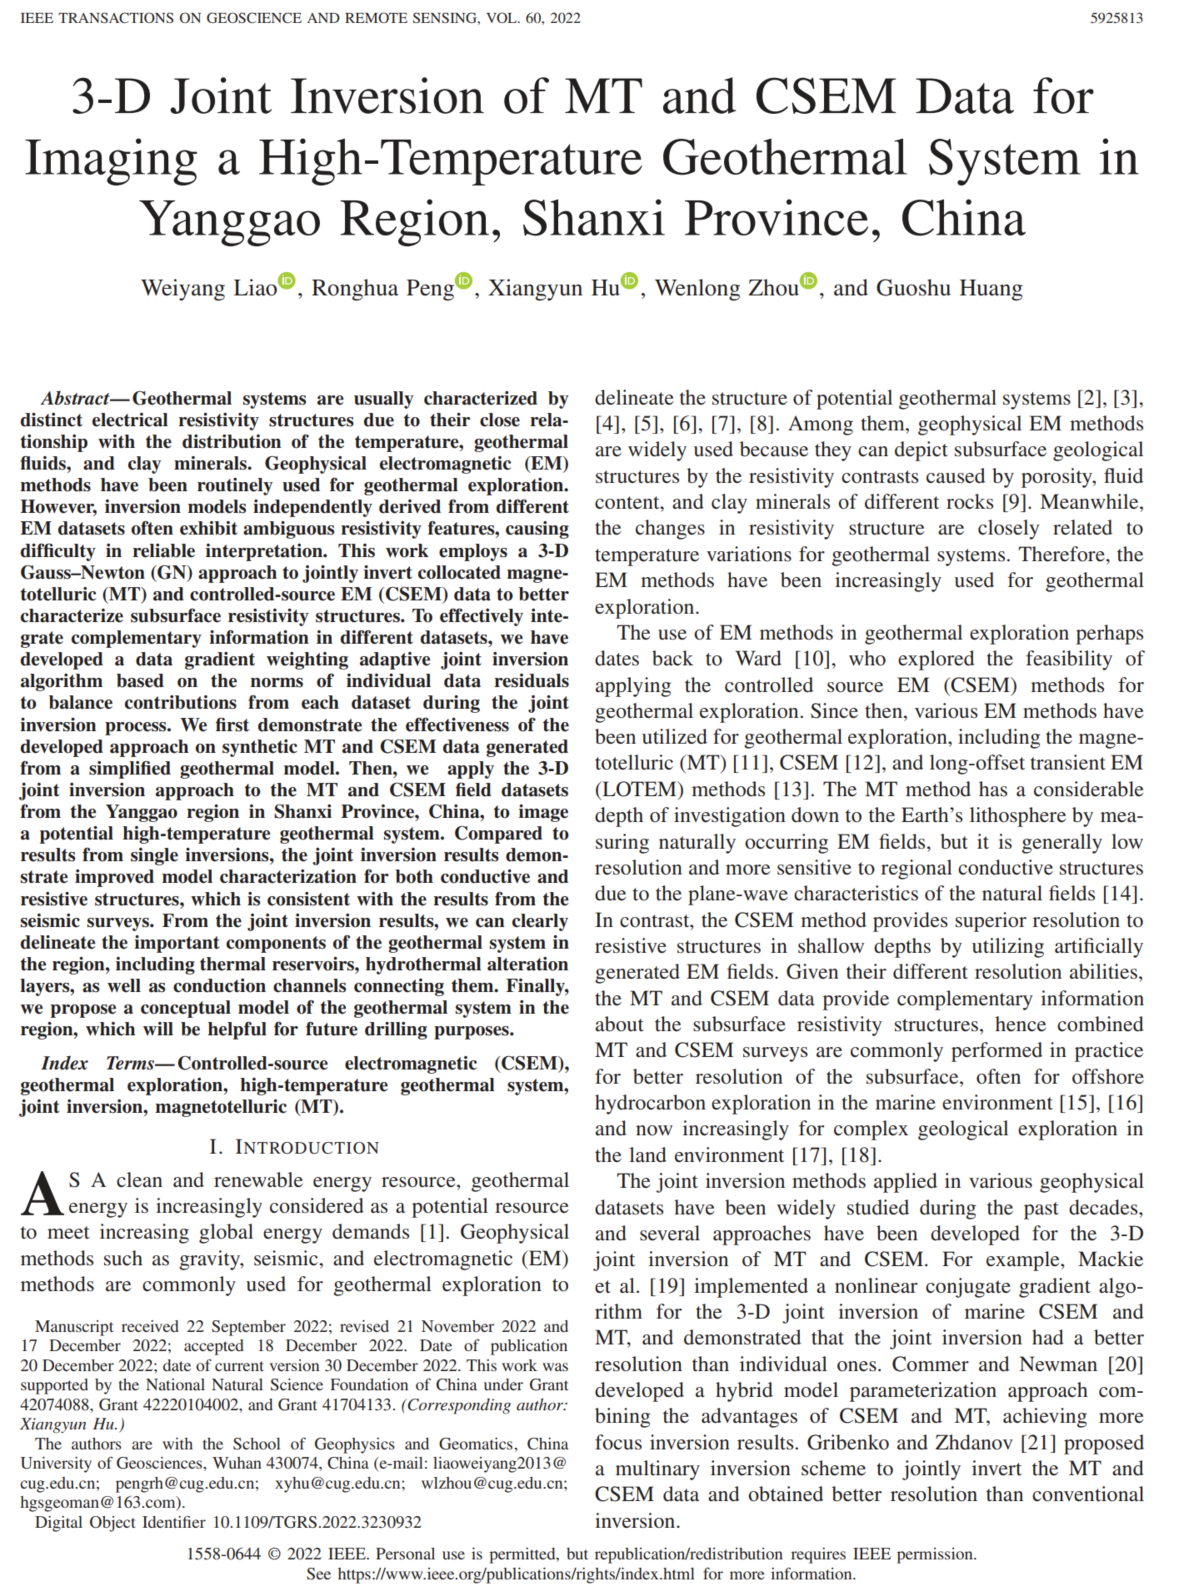 IEEE TRANSACTIONS ON GEOSCIENCE AND REMOTE SENSING, VOL. 60, 2022
5925813
3-D Joint Inversion of MT and CSEM Data for
Imaging a High-Temperature Geothermal System in
Yanggao Region, Shanxi Province, China
Weiyang Liao iD, Ronghua Peng iD, Xiangyun Hu iD, Wenlong Zhou iD, and Guoshu Huang
Abstract—Geothermal systems are usually characterized by
distinct electrical resistivity structures due to their close rela-
tionship with the distribution of the temperature, geothermal
fluids, and clay minerals. Geophysical electromagnetic (EM)
methods have been routinely used for geothermal exploration.
However, inversion models independently derived from different
EM datasets often exhibit ambiguous resistivity features, causing
difficulty in reliable interpretation. This work employs a 3-D
Gauss–Newton (GN) approach to jointly invert collocated magne-
totelluric (MT) and controlled-source EM (CSEM) data to better
characterize subsurface resistivity structures. To effectively inte-
grate complementary information in different datasets, we have
developed a data gradient weighting adaptive joint inversion
algorithm based on the norms of individual data residuals
to balance contributions from each dataset during the joint
inversion process. We first demonstrate the effectiveness of the
developed approach on synthetic MT and CSEM data generated
from a simplified geothermal model. Then, we apply the 3-D
joint inversion approach to the MT and CSEM field datasets
from the Yanggao region in Shanxi Province, China, to image
a potential high-temperature geothermal system. Compared to
results from single inversions, the joint inversion results demon-
strate improved model characterization for both conductive and
resistive structures, which is consistent with the results from the
seismic surveys. From the joint inversion results, we can clearly
delineate the important components of the geothermal system in
the region, including thermal reservoirs, hydrothermal alteration
layers, as well as conduction channels connecting them. Finally,
we propose a conceptual model of the geothermal system in the
region, which will be helpful for future drilling purposes.
Index Terms—Controlled-source electromagnetic (CSEM),
geothermal exploration, high-temperature geothermal system,
joint inversion, magnetotelluric (MT).
I. INTRODUCTION
AS A clean and renewable energy resource, geothermal
energy is increasingly considered as a potential resource
to meet increasing global energy demands [1]. Geophysical
methods such as gravity, seismic, and electromagnetic (EM)
methods are commonly used for geothermal exploration to
Manuscript received 22 September 2022; revised 21 November 2022 and
17 December 2022; accepted 18 December 2022. Date of publication
20 December 2022; date of current version 30 December 2022. This work was
supported by the National Natural Science Foundation of China under Grant
42074088, Grant 42220104002, and Grant 41704133. (Corresponding author:
Xiangyun Hu.)
The authors are with the School of Geophysics and Geomatics, China
University of Geosciences, Wuhan 430074, China (e-mail: liaoweiyang2013@
cug.edu.cn; pengrh@cug.edu.cn; xyhu@cug.edu.cn; wlzhou@cug.edu.cn;
hgsgeoman@163.com).
Digital Object Identifier 10.1109/TGRS.2022.3230932
delineate the structure of potential geothermal systems [2], [3],
[4], [5], [6], [7], [8]. Among them, geophysical EM methods
are widely used because they can depict subsurface geological
structures by the resistivity contrasts caused by porosity, fluid
content, and clay minerals of different rocks [9]. Meanwhile,
the changes in resistivity structure are closely related to
temperature variations for geothermal systems. Therefore, the
EM methods have been increasingly used for geothermal
exploration.
The use of EM methods in geothermal exploration perhaps
dates back to Ward [10], who explored the feasibility of
applying the controlled source EM (CSEM) methods for
geothermal exploration. Since then, various EM methods have
been utilized for geothermal exploration, including the magne-
totelluric (MT) [11], CSEM [12], and long-offset transient EM
(LOTEM) methods [13]. The MT method has a considerable
depth of investigation down to the Earth's lithosphere by mea-
suring naturally occurring EM fields, but it is generally low
resolution and more sensitive to regional conductive structures
due to the plane-wave characteristics of the natural fields [14].
In contrast, the CSEM method provides superior resolution to
resistive structures in shallow depths by utilizing artificially
generated EM fields. Given their different resolution abilities,
the MT and CSEM data provide complementary information
about the subsurface resistivity structures, hence combined
MT and CSEM surveys are commonly performed in practice
for better resolution of the subsurface, often for offshore
hydrocarbon exploration in the marine environment [15], [16]
and now increasingly for complex geological exploration in
the land environment [17], [18].
The joint inversion methods applied in various geophysical
datasets have been widely studied during the past decades,
and several approaches have been developed for the 3-D
joint inversion of MT and CSEM. For example, Mackie
et al. [19] implemented a nonlinear conjugate gradient algo-
rithm for the 3-D joint inversion of marine CSEM and
MT, and demonstrated that the joint inversion had a better
resolution than individual ones. Commer and Newman [20]
developed a hybrid model parameterization approach com-
bining the advantages of CSEM and MT, achieving more
focus inversion results. Gribenko and Zhdanov [21] proposed
a multinary inversion scheme to jointly invert the MT and
CSEM data and obtained better resolution than conventional
inversion.
1558-0644 © 2022 IEEE. Personal use is permitted, but republication/redistribution requires IEEE permission.
See https://www.ieee.org/publications/rights/index.html for more information.